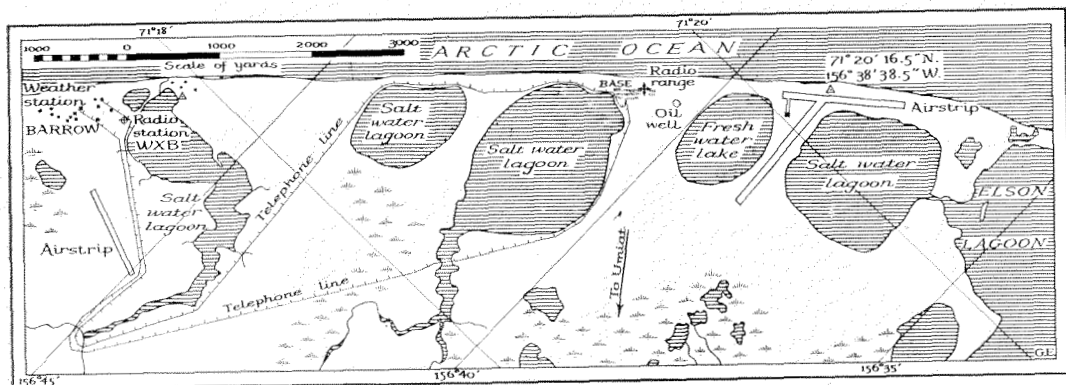 71°18'
71°20'
1000 0 1000 2000 3000
Scale of yards
ARCTIC OCEAN
71° 20' 16.5" N.
156° 38' 38.5" W.
Weather
station
BARROW
Radio
station
WXB
Salt
water
lagoon
Airstrip
Telephone line
Telephone line
Salt
water
lagoon
Salt water
lagoon
BASE
Radio
range
Oil
well
Fresh
water
lake
Airstrip
Salt water
lagoon
ELSON
LAGOON
To Umiat
G.E.
156°45'
156°40'
156°35'